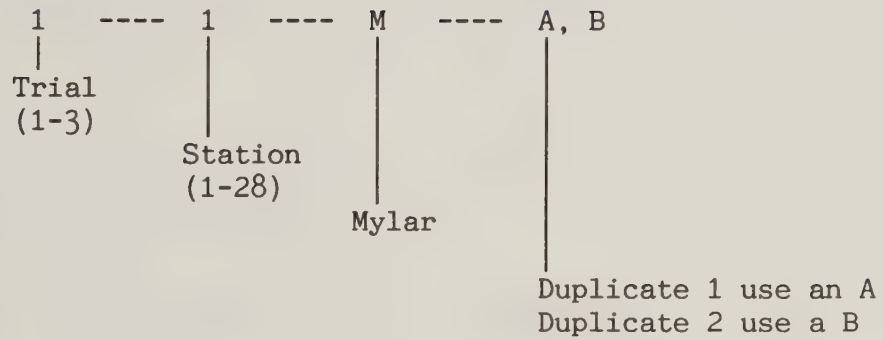 1 ---- 1 ---- M ---- A, B
Trial
(1-3)
Station
(1-28)
Mylar
Duplicate 1 use an A
Duplicate 2 use a B